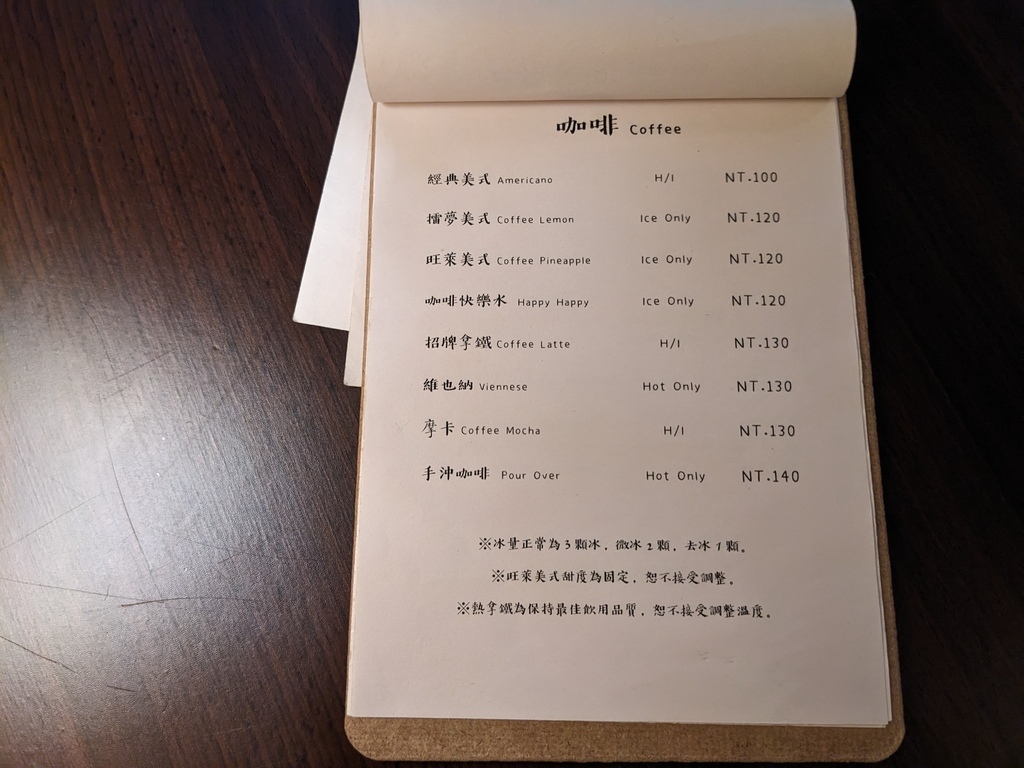 咖啡 Coffee
經典美式 Americano H/I NT.100
擂夢美式 Coffee Lemon Ice Only NT.120
旺萊美式 Coffee Pineapple Ice Only NT.120
咖啡快樂水 Happy Happy Ice Only NT.120
招牌拿鐵 Coffee Latte H/I NT.130
維也納 Viennese Hot Only NT.130
摩卡 Coffee Mocha H/I NT.130
手沖咖啡 Pour Over Hot Only NT.140
※冰量正常為3顆冰，微冰2顆，去冰1顆。
※旺萊美式甜度為固定，恕不接受調整。
※熱拿鐵為保持最佳飲用品質，恕不接受調整溫度。